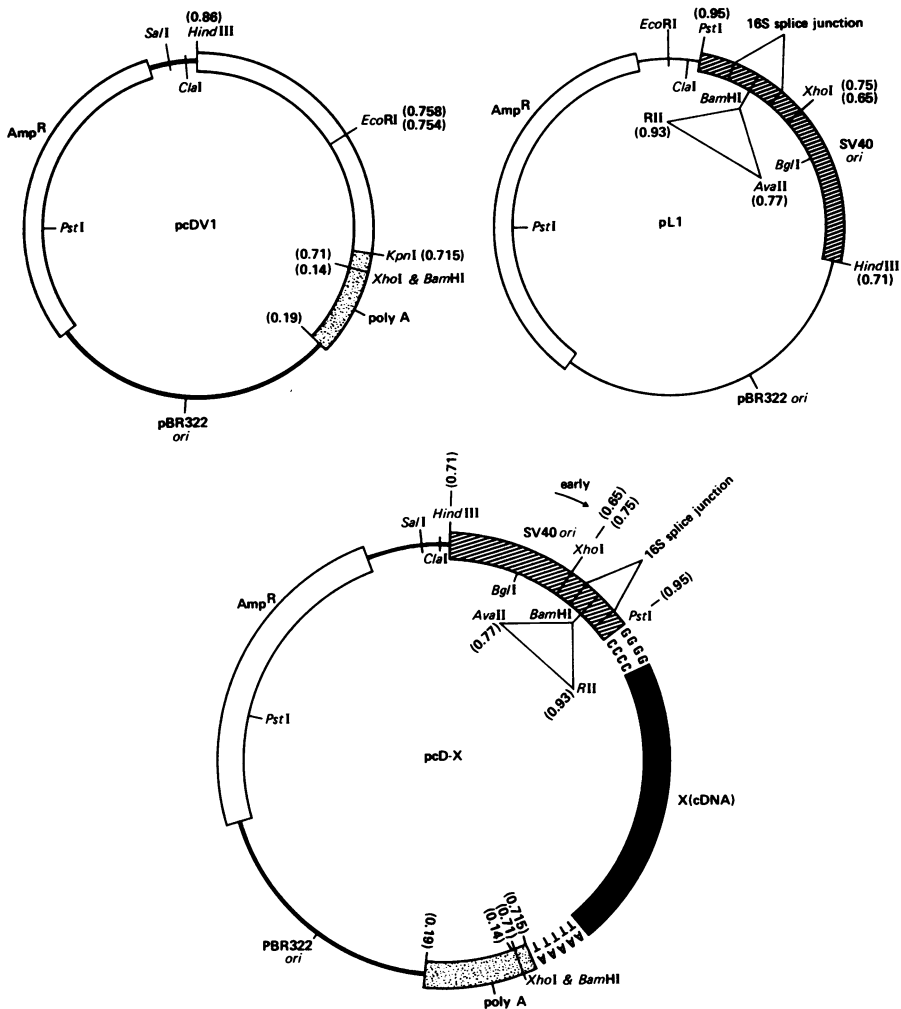 (0.86)
SalI HindIII
ClaI
AmpR
EcoRI (0.758)
(0.754)
PstI
pcDV1
KpnI (0.715)
(0.71)
(0.14)
XhoI & BamHI
(0.19)
poly A
pBR322
ori
(0.95)
EcoRI PstI
16S splice junction
ClaI
BamHI
XhoI (0.75)
(0.65)
AmpR
RII
(0.93)
SV40
ori
BglI
AvaII
(0.77)
PstI
pL1
HindIII
(0.71)
pBR322 ori
(0.71)
early
(0.65)
(0.75)
HindIII
SalI
ClaI
SV40 ori
XhoI
16S splice junction
BglI
AmpR
AvaII
(0.77)
BamHI
PstI
(0.95)
GGGG
CCCC
RII
(0.93)
PstI
pcD-X
X(cDNA)
(0.715)
(0.71)
(0.14)
(0.19)
TTTT
AAAA
PBR322
ori
XhoI & BamHI
poly A